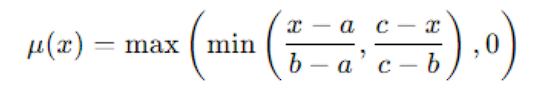 μ(x) = max(min((x − a)/(b − a), (c − x)/(c − b)), 0)